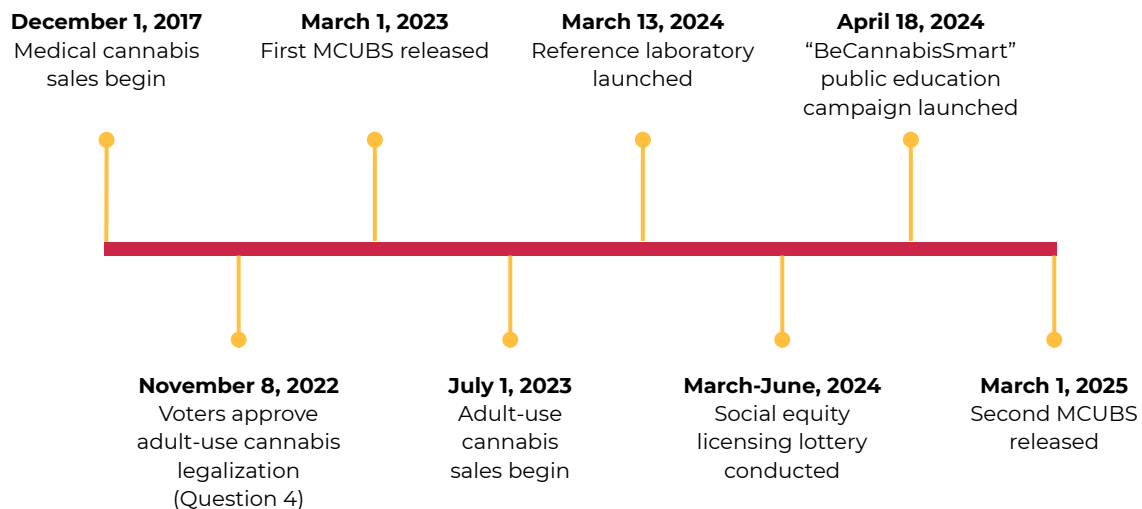 December 1, 2017
Medical cannabis
sales begin
March 1, 2023
First MCUBS released
March 13, 2024
Reference laboratory
launched
April 18, 2024
“BeCannabisSmart”
public education
campaign launched
November 8, 2022
Voters approve
adult-use cannabis
legalization
(Question 4)
July 1, 2023
Adult-use
cannabis
sales begin
March-June, 2024
Social equity
licensing lottery
conducted
March 1, 2025
Second MCUBS
released